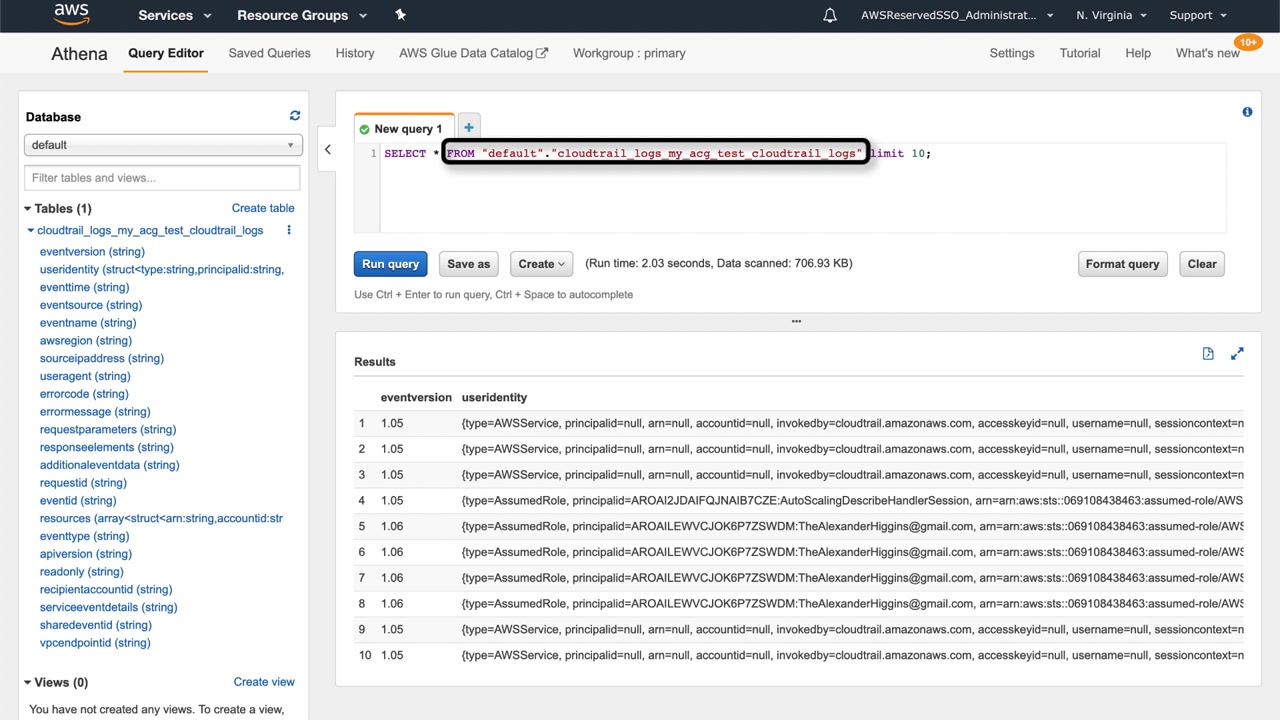 aws Services Resource Groups AWSReservedSSO_Administrat... N. Virginia Support
Athena Query Editor Saved Queries History AWS Glue Data Catalog Workgroup : primary Settings Tutorial Help What's new 10+
Database
default
Filter tables and views...
Tables (1) Create table
cloudtrail_logs_my_acg_test_cloudtrail_logs
eventversion (string)
useridentity (struct<type:string,principalid:string,
eventtime (string)
eventsource (string)
eventname (string)
awsregion (string)
sourceipaddress (string)
useragent (string)
errorcode (string)
errormessage (string)
requestparameters (string)
responseelements (string)
additionaleventdata (string)
requestid (string)
eventid (string)
resources (array<struct<arn:string,accountid:str
eventtype (string)
apiversion (string)
readonly (string)
recipientaccountid (string)
serviceeventdetails (string)
sharedeventid (string)
vpcendpointid (string)
Views (0) Create view
You have not created any views. To create a view,
New query 1
1 SELECT * FROM "default"."cloudtrail_logs_my_acg_test_cloudtrail_logs" limit 10;
Run query Save as Create (Run time: 2.03 seconds, Data scanned: 706.93 KB) Format query Clear
Use Ctrl + Enter to run query, Ctrl + Space to autocomplete
Results
eventversion useridentity
1 1.05 {type=AWSService, principalid=null, arn=null, accountid=null, invokedby=cloudtrail.amazonaws.com, accesskeyid=null, username=null, sessioncontext=n
2 1.05 {type=AWSService, principalid=null, arn=null, accountid=null, invokedby=cloudtrail.amazonaws.com, accesskeyid=null, username=null, sessioncontext=n
3 1.05 {type=AWSService, principalid=null, arn=null, accountid=null, invokedby=cloudtrail.amazonaws.com, accesskeyid=null, username=null, sessioncontext=n
4 1.05 {type=AssumedRole, principalid=AROAI2JDAIFQJNAIB7CZE:AutoScalingDescribeHandlerSession, arn=arn:aws:sts::069108438463:assumed-role/AWS
5 1.06 {type=AssumedRole, principalid=AROAILEWVCJOK6P7ZSWDM:TheAlexanderHiggins@gmail.com, arn=arn:aws:sts::069108438463:assumed-role/AWS
6 1.06 {type=AssumedRole, principalid=AROAILEWVCJOK6P7ZSWDM:TheAlexanderHiggins@gmail.com, arn=arn:aws:sts::069108438463:assumed-role/AWS
7 1.06 {type=AssumedRole, principalid=AROAILEWVCJOK6P7ZSWDM:TheAlexanderHiggins@gmail.com, arn=arn:aws:sts::069108438463:assumed-role/AWS
8 1.06 {type=AssumedRole, principalid=AROAILEWVCJOK6P7ZSWDM:TheAlexanderHiggins@gmail.com, arn=arn:aws:sts::069108438463:assumed-role/AWS
9 1.05 {type=AWSService, principalid=null, arn=null, accountid=null, invokedby=cloudtrail.amazonaws.com, accesskeyid=null, username=null, sessioncontext=n
10 1.05 {type=AWSService, principalid=null, arn=null, accountid=null, invokedby=cloudtrail.amazonaws.com, accesskeyid=null, username=null, sessioncontext=n